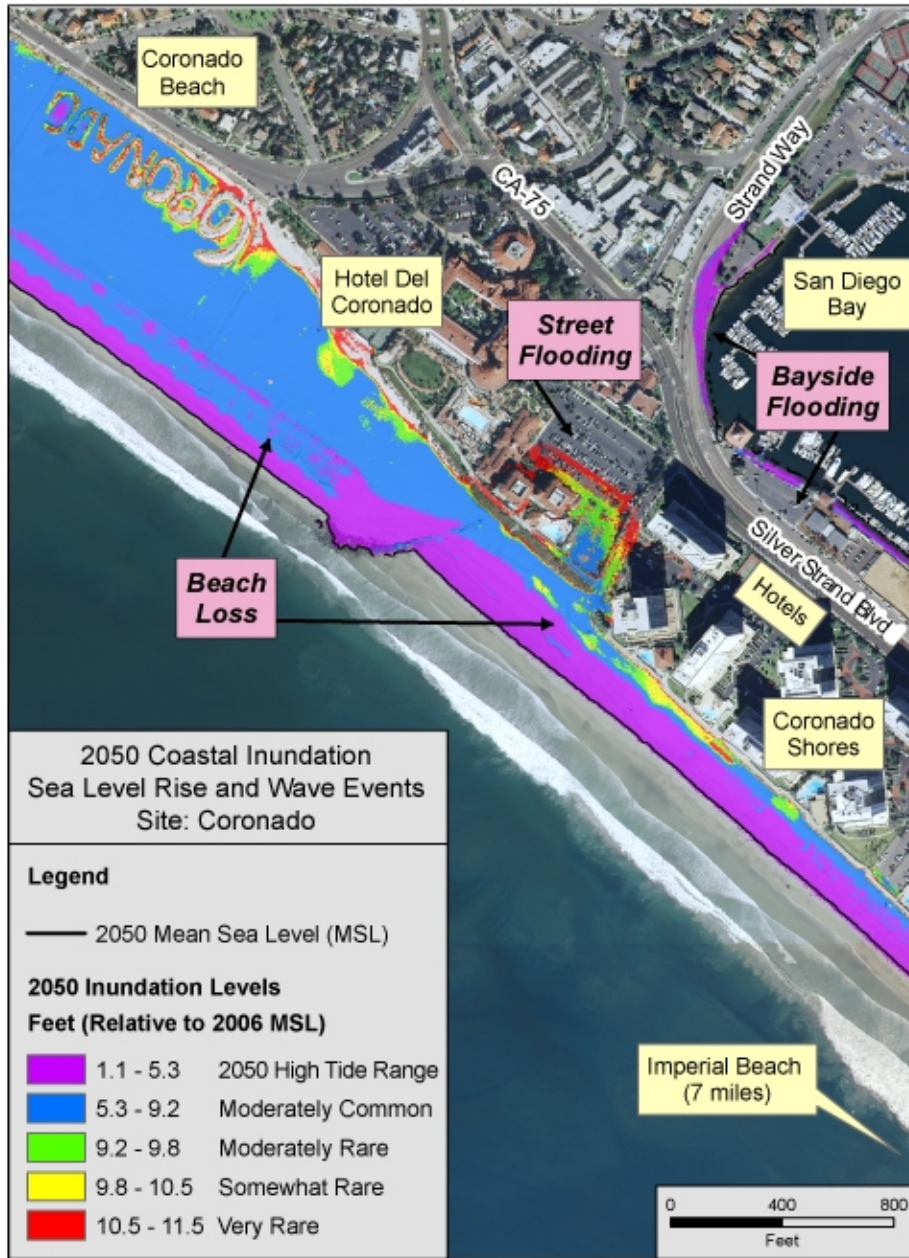 Coronado
Beach
CORONADO
CA-75
Strand Way
Hotel Del
Coronado
San Diego
Bay
Street
Flooding
Bayside
Flooding
Beach
Loss
Silver Strand Blvd
Hotels
Coronado
Shores
2050 Coastal Inundation
Sea Level Rise and Wave Events
Site: Coronado
Legend
2050 Mean Sea Level (MSL)
2050 Inundation Levels
Feet (Relative to 2006 MSL)
1.1 - 5.3 2050 High Tide Range
5.3 - 9.2 Moderately Common
9.2 - 9.8 Moderately Rare
9.8 - 10.5 Somewhat Rare
10.5 - 11.5 Very Rare
Imperial Beach
(7 miles)
0 400 800
Feet